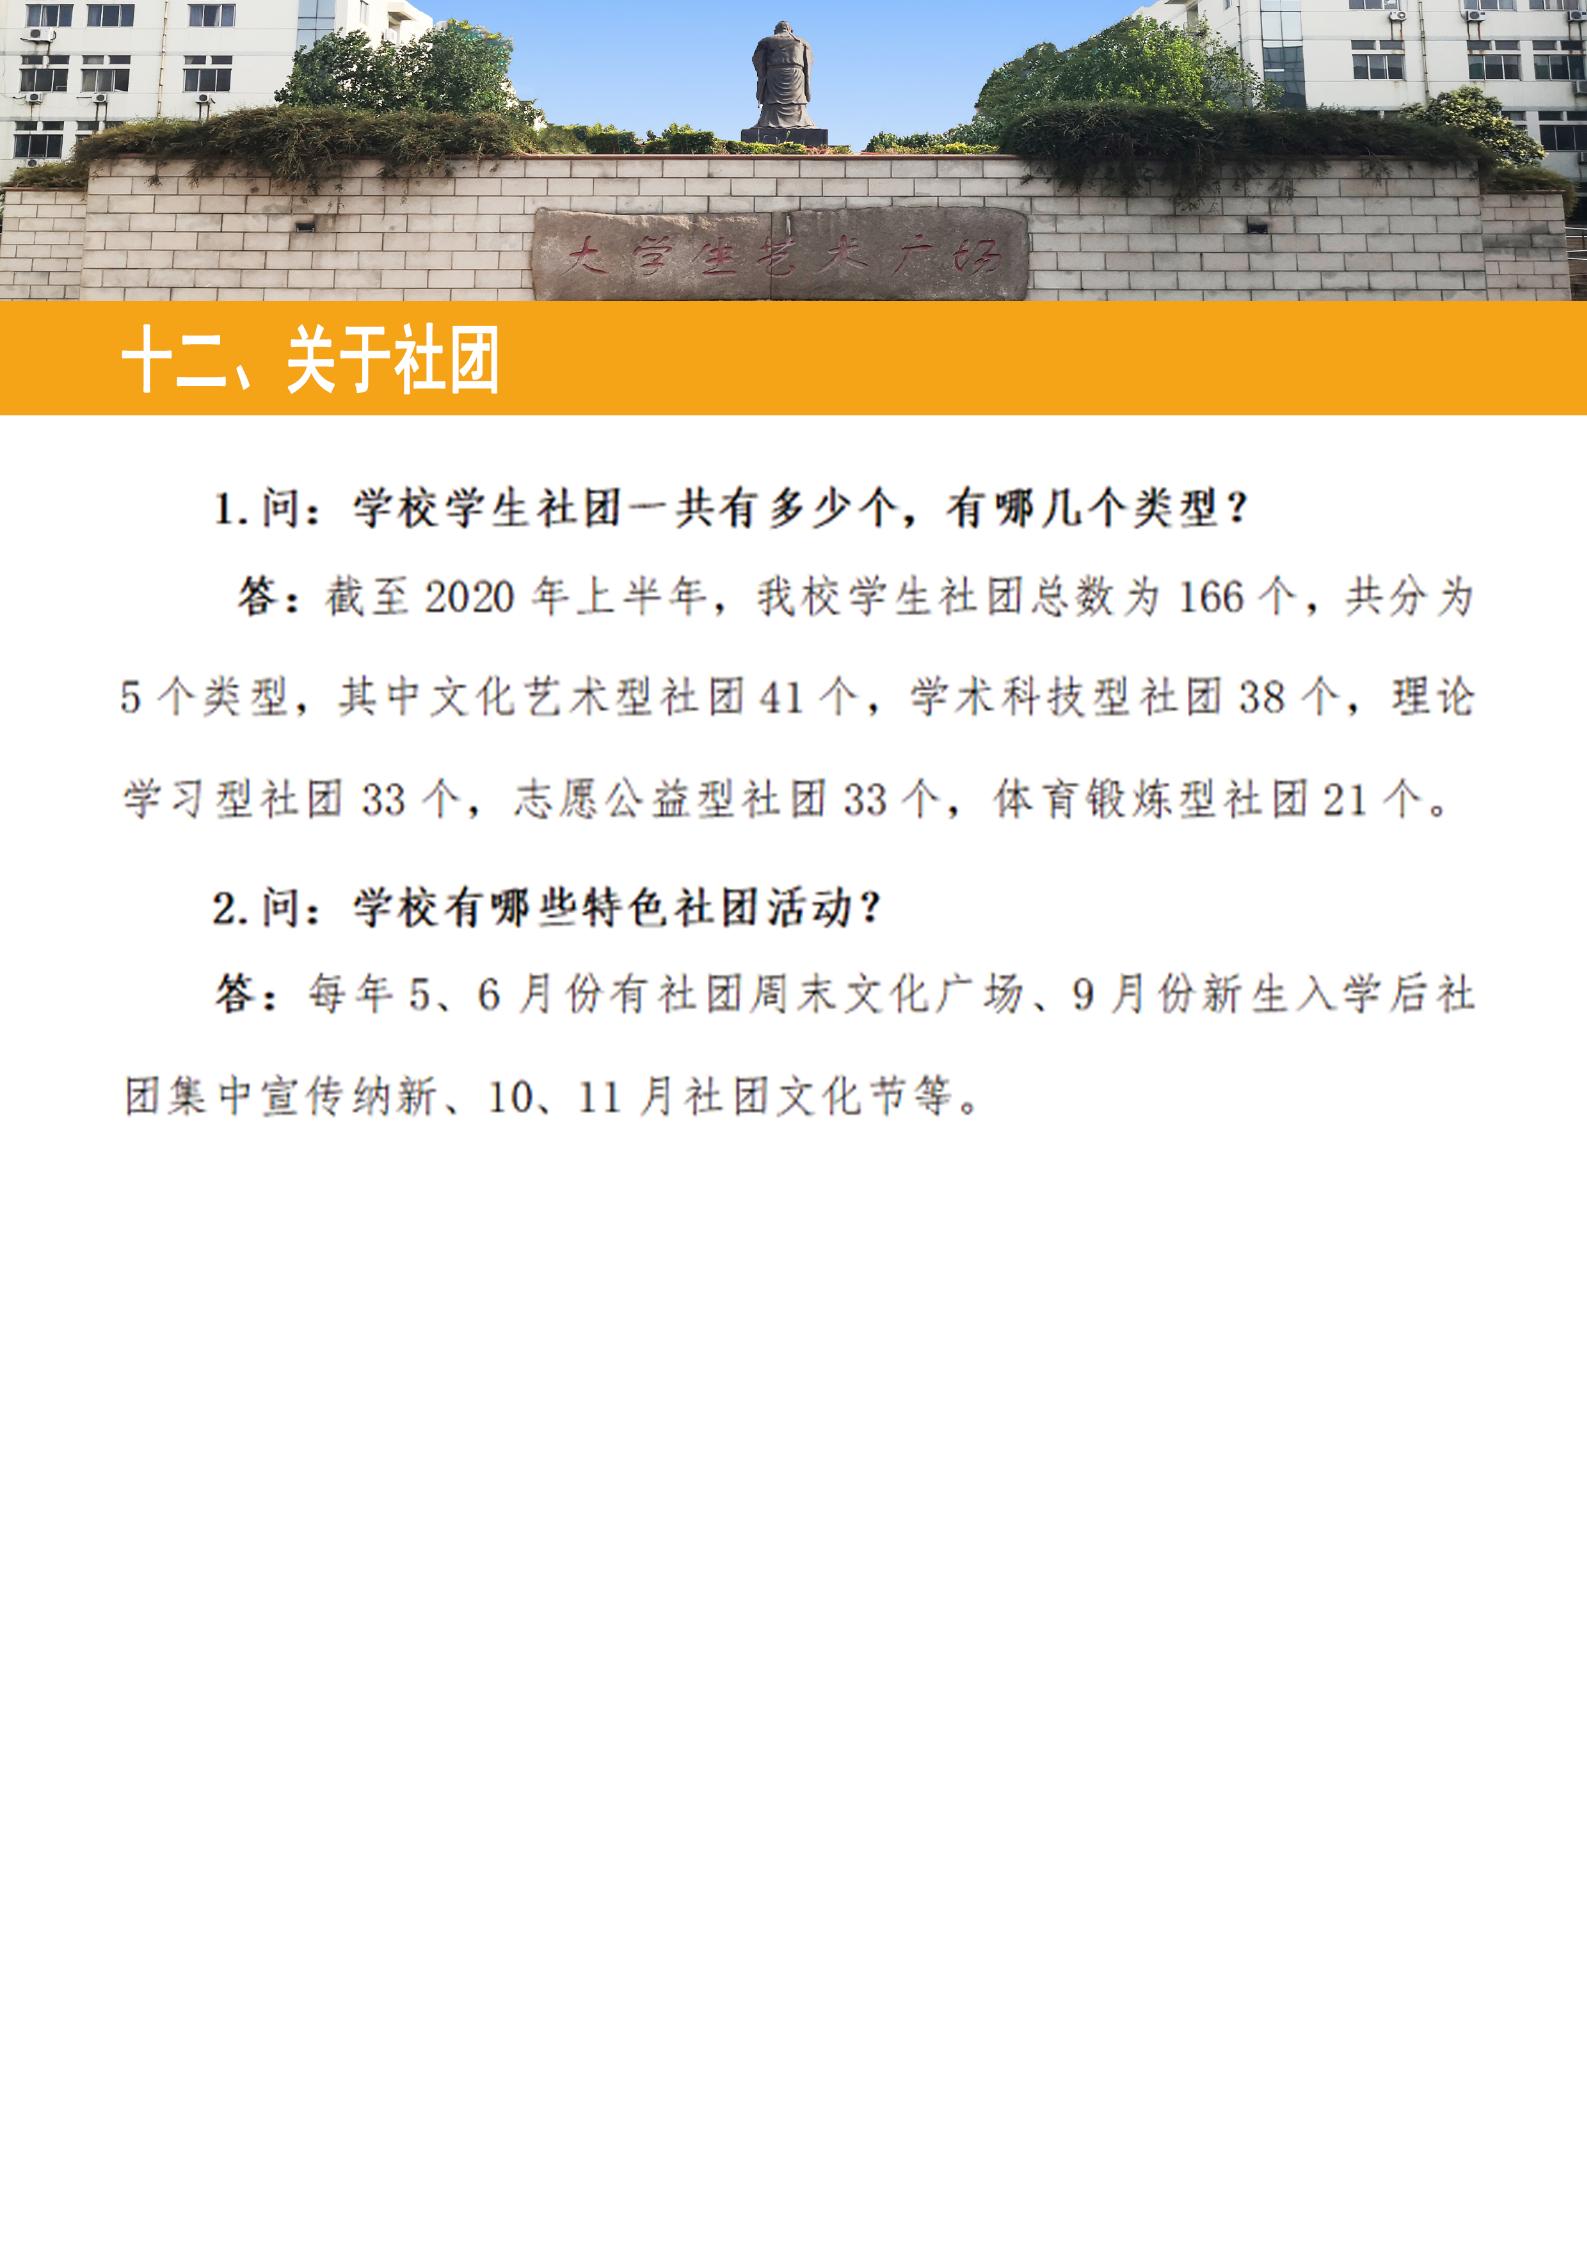 大学生艺术广场
十二、关于社团
1.问：学校学生社团一共有多少个，有哪几个类型？
答：截至 2020 年上半年，我校学生社团总数为 166 个，共分为
5 个类型，其中文化艺术型社团 41 个，学术科技型社团 38 个，理论
学习型社团 33 个，志愿公益型社团 33 个，体育锻炼型社团 21 个。
2.问：学校有哪些特色社团活动？
答：每年 5、6 月份有社团周末文化广场、9 月份新生入学后社
团集中宣传纳新、10、11 月社团文化节等。